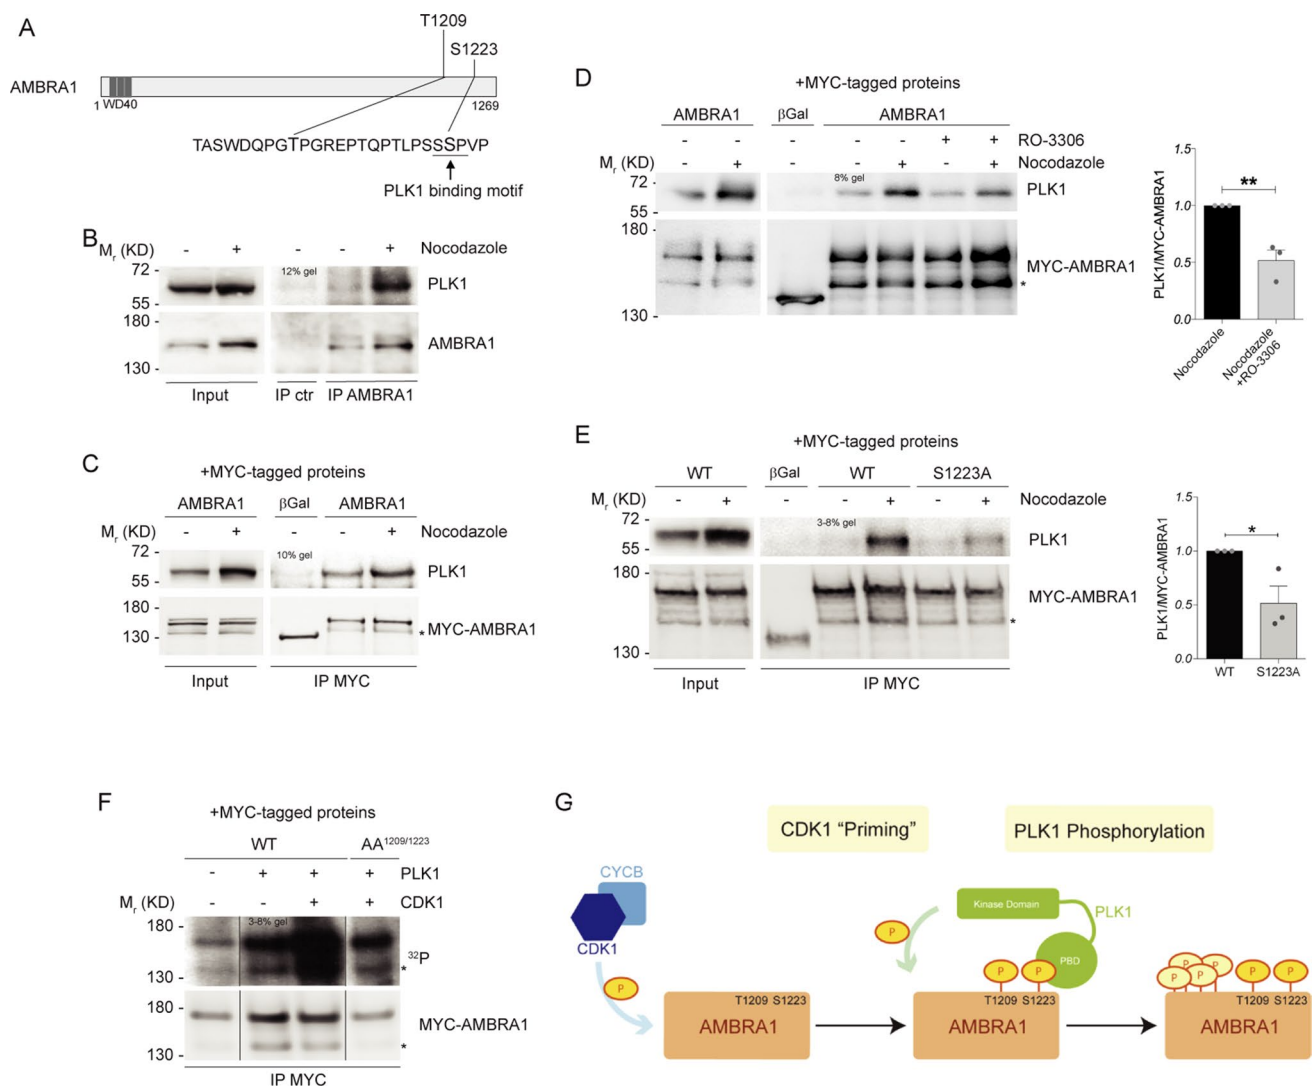 A
T1209
S1223
AMBRA1
1 WD40
1269
TASWDQPGTPGREPTQPTLPSSSPVP
PLK1 binding motif
B
Mr (KD)
- + - - + Nocodazole
72 -
12% gel
PLK1
55 -
180 -
AMBRA1
130 -
Input IP ctr IP AMBRA1
C
+MYC-tagged proteins
AMBRA1 βGal AMBRA1
Mr (KD) - + - - + Nocodazole
72 -
10% gel
PLK1
55 -
180 -
* MYC-AMBRA1
130 -
Input IP MYC
D
+MYC-tagged proteins
AMBRA1 βGal AMBRA1
- - - - - + + RO-3306
Mr (KD) - + - - + - + Nocodazole
72 -
8% gel
PLK1
55 -
180 -
MYC-AMBRA1
*
130 -
PLK1/MYC-AMBRA1
1.5
1.0
0.5
0.0
**
Nocodazole
Nocodazole
+RO-3306
E
+MYC-tagged proteins
WT βGal WT S1223A
Mr (KD) - + - - + - + Nocodazole
72 -
3-8% gel
PLK1
55 -
180 -
MYC-AMBRA1
*
130 -
Input IP MYC
PLK1/MYC-AMBRA1
1.5
1.0
0.5
0.0
*
WT S1223A
F
+MYC-tagged proteins
WT AA1209/1223
- + + + PLK1
Mr (KD) - - + + CDK1
180 -
3-8% gel
32P
*
130 -
180 -
MYC-AMBRA1
*
130 -
IP MYC
G
CDK1 "Priming"
PLK1 Phosphorylation
CYCB
CDK1
P
T1209 S1223
AMBRA1
Kinase Domain
PLK1
P
PBD
P P
T1209 S1223
AMBRA1
P P P P P
P P
T1209 S1223
AMBRA1